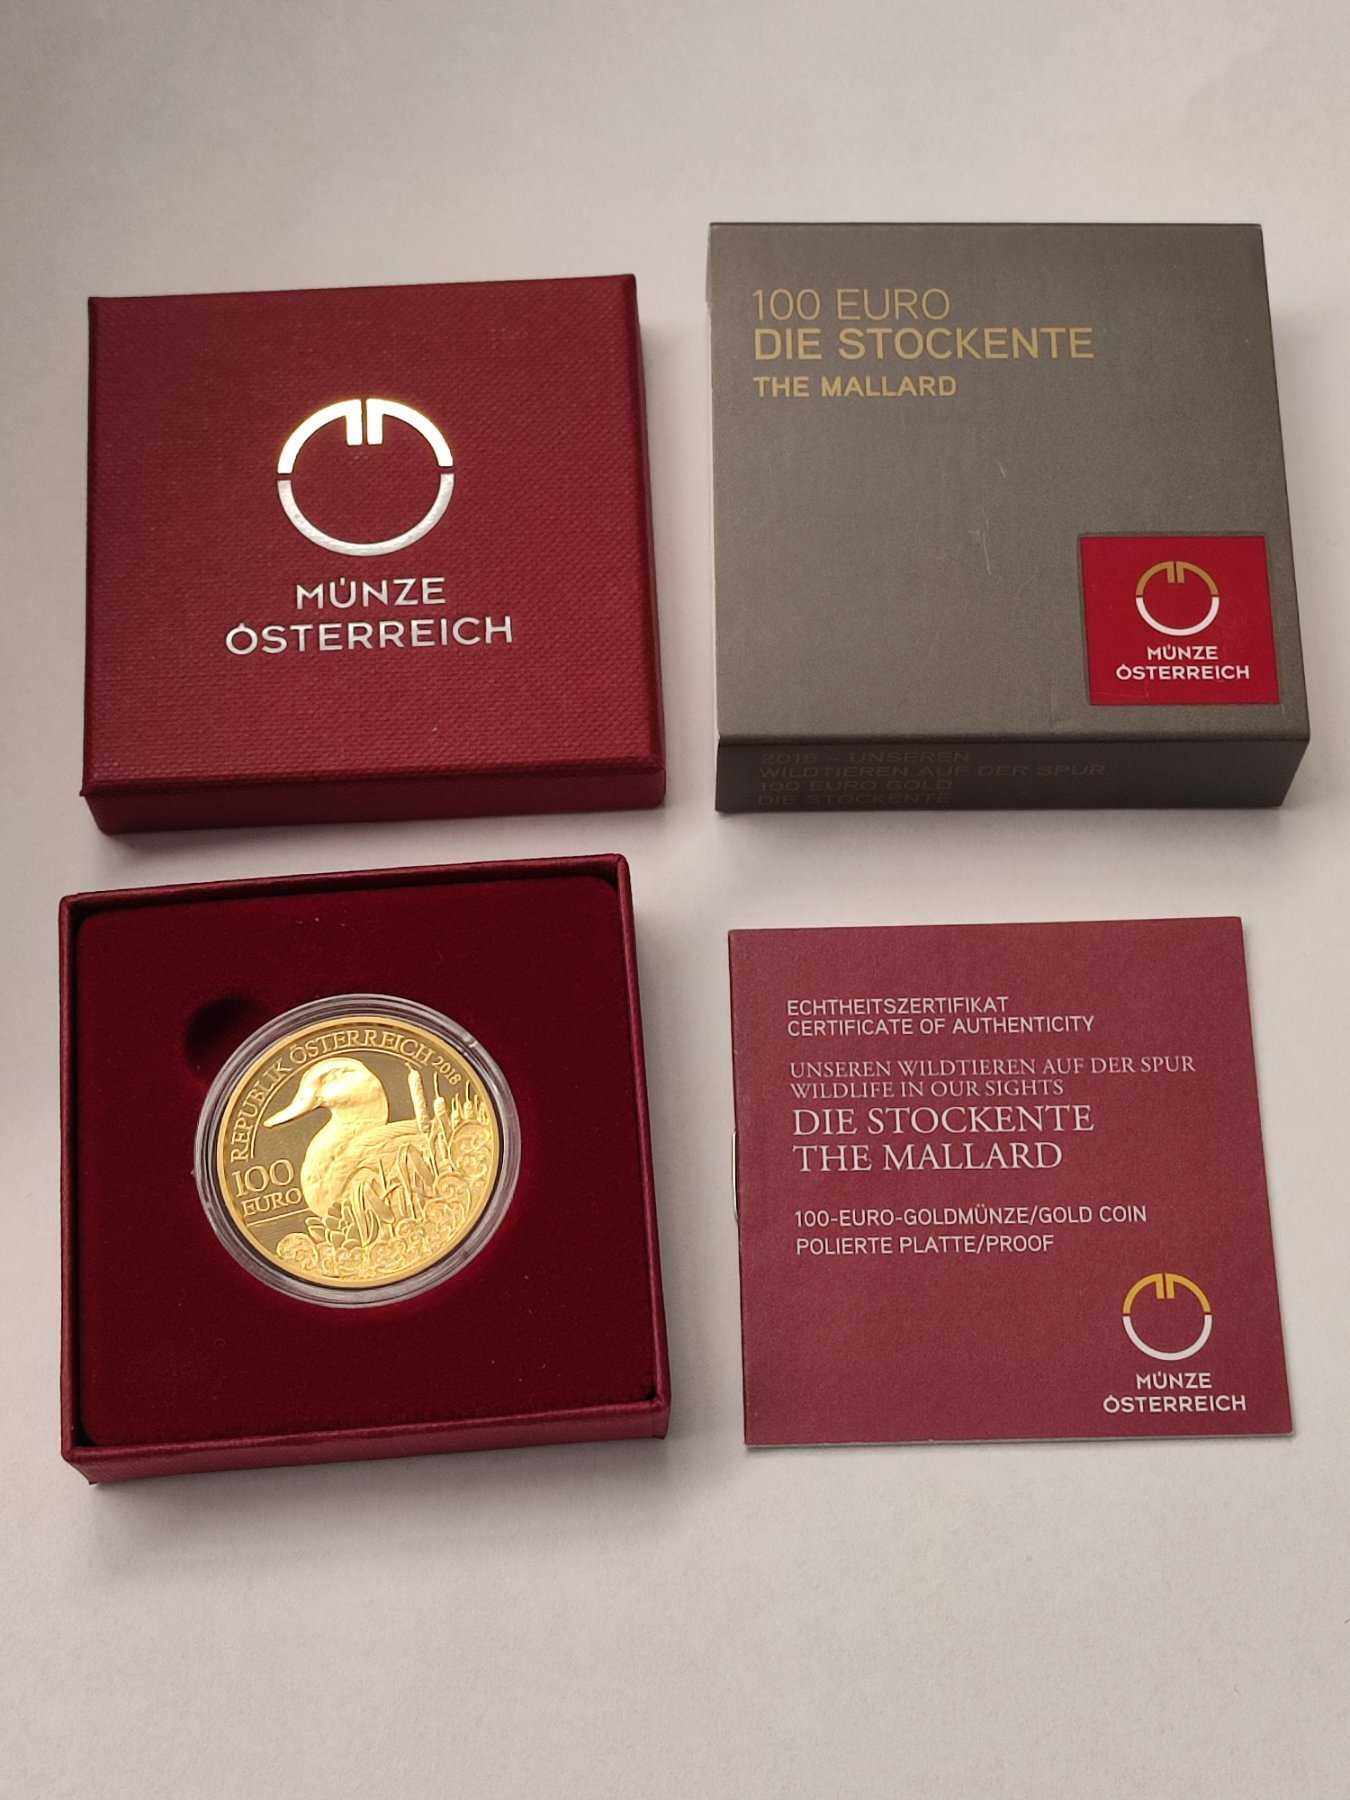 MÜNZE
ÖSTERREICH
100 EURO
DIE STOCKENTE
THE MALLARD
MÜNZE
ÖSTERREICH
2018 – UNSEREN
WILDTIEREN AUF DER SPUR
100 EURO GOLD
DIE STOCKENTE
REPUBLIK ÖSTERREICH 2018
100
EURO
ECHTHEITSZERTIFIKAT
CERTIFICATE OF AUTHENTICITY
UNSEREN WILDTIEREN AUF DER SPUR
WILDLIFE IN OUR SIGHTS
DIE STOCKENTE
THE MALLARD
100-EURO-GOLDMÜNZE/GOLD COIN
POLIERTE PLATTE/PROOF
MÜNZE
ÖSTERREICH